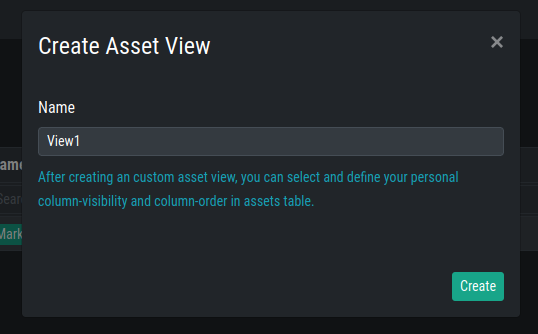 Create Asset View
×
Name
View1
After creating an custom asset view, you can select and define your personal
column-visibility and column-order in assets table.
Create